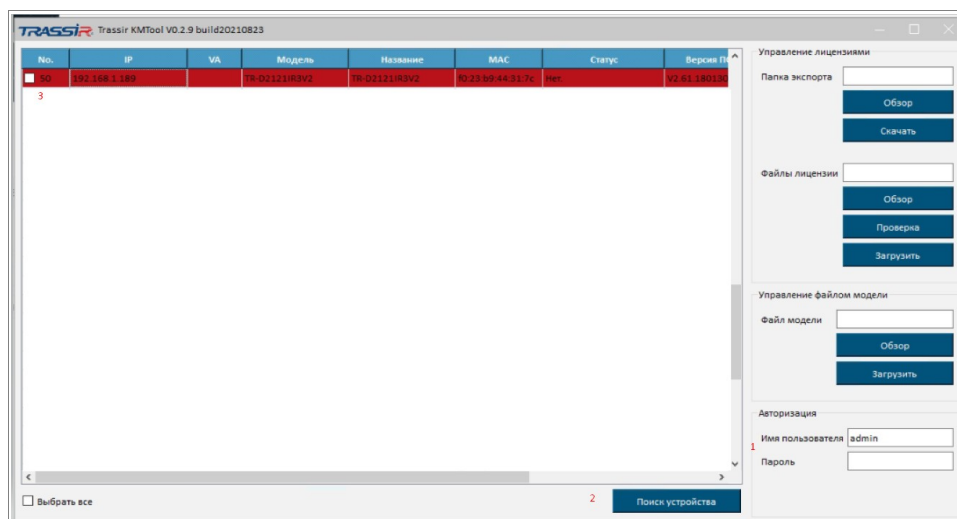 TRASSIR Trassir KMTool V0.2.9 build20210823
No. IP VA Модель Название MAC Статус Версия ПО
50 192.168.1.189 TR-D2121IR3V2 TR-D2121IR3V2 f0:23:b9:44:31:7c Нет. V2.61.180130
3
Управление лицензиями
Папка экспорта
Обзор
Скачать
Файлы лицензии
Обзор
Проверка
Загрузить
Управление файлом модели
Файл модели
Обзор
Загрузить
Авторизация
Имя пользователя admin
1
Пароль
Выбрать все
2
Поиск устройства